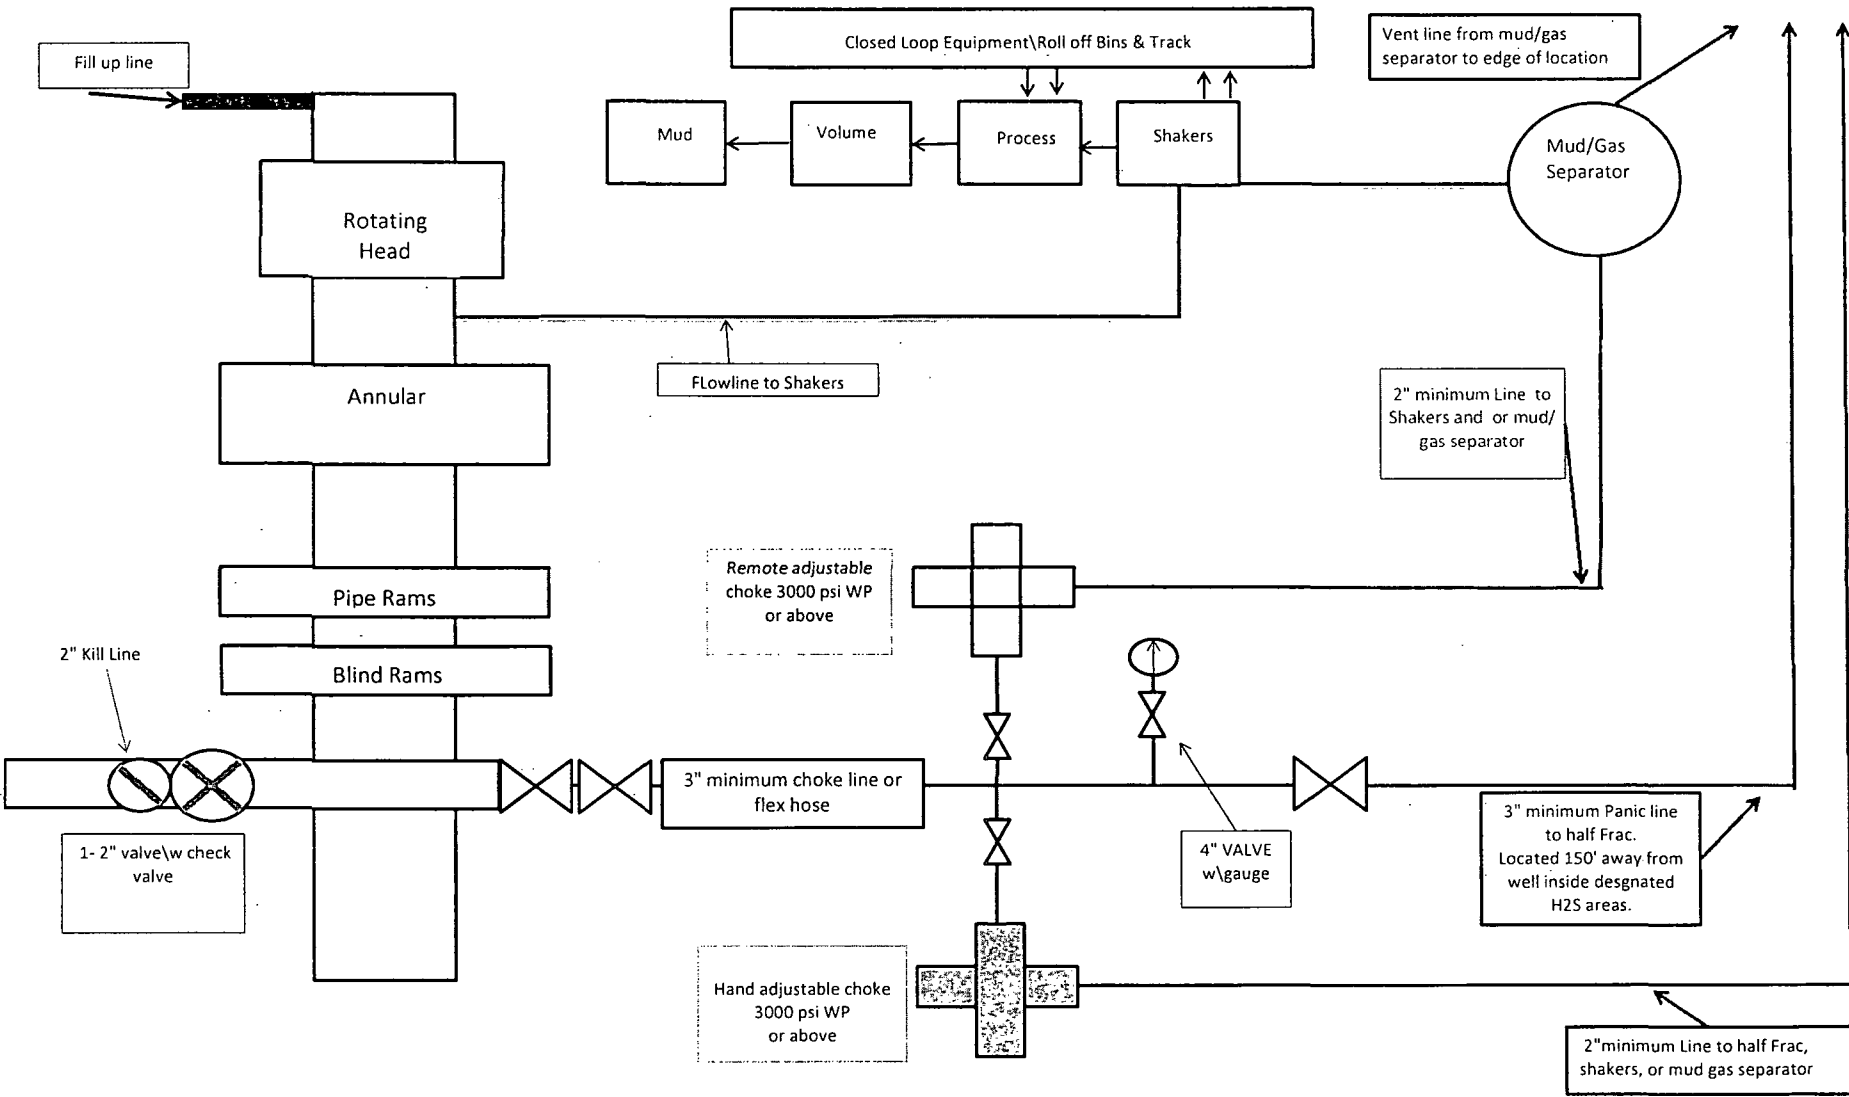 Closed Loop Equipment\Roll off Bins & Track
Vent line from mud/gas
separator to edge of location
Fill up line
Mud
Volume
Process
Shakers
Mud/Gas
Separator
Rotating
Head
FLowline to Shakers
Annular
2" minimum Line to
Shakers and or mud/
gas separator
Remote adjustable
choke 3000 psi WP
or above
Pipe Rams
2" Kill Line
Blind Rams
3" minimum choke line or
flex hose
1- 2" valve\w check
valve
4" VALVE
w\gauge
3" minimum Panic line
to half Frac.
Located 150' away from
well inside desgnated
H2S areas.
Hand adjustable choke
3000 psi WP
or above
2"minimum Line to half Frac,
shakers, or mud gas separator